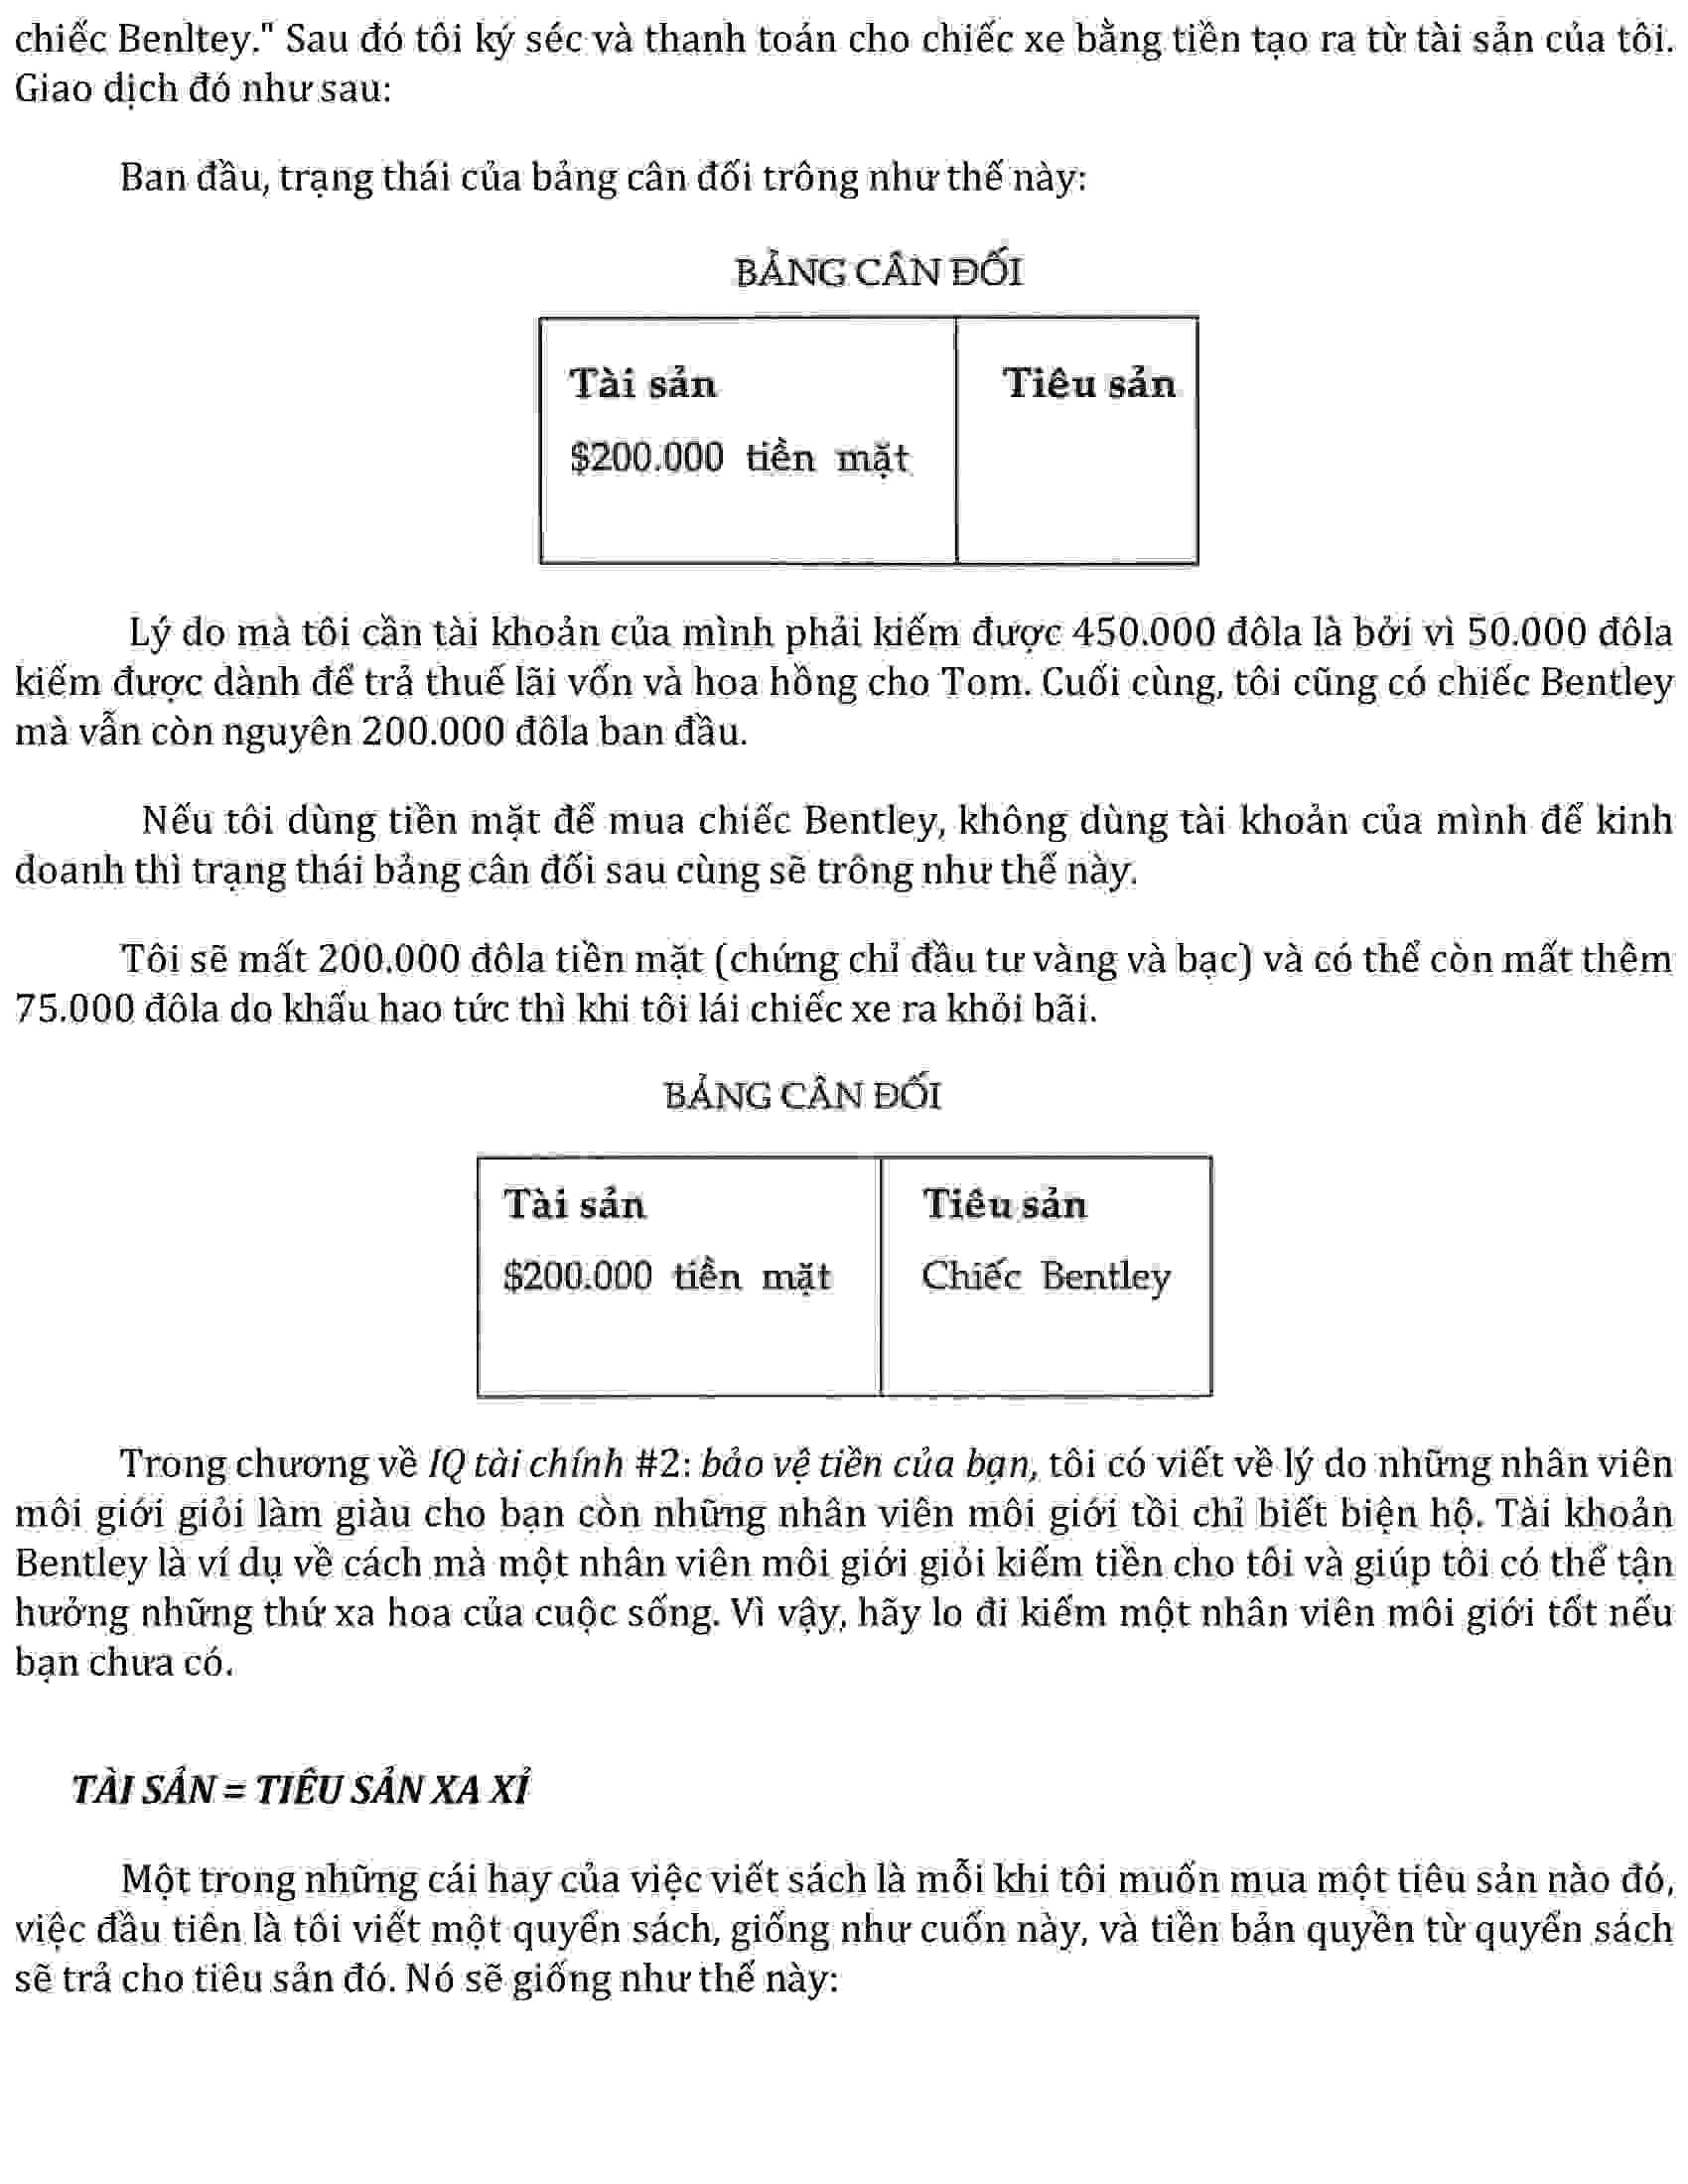 chiếc Benltey." Sau đó tôi ký séc và thanh toán cho chiếc xe bằng tiền tạo ra từ tài sản của tôi.
Giao dịch đó như sau:
Ban đầu, trạng thái của bảng cân đối trông như thế này:
BẢNG CÂN ĐỐI
Tài sản Tiêu sản
$200.000 tiền mặt
Lý do mà tôi cần tài khoản của mình phải kiếm được 450.000 đôla là bởi vì 50.000 đôla
kiếm được dành để trả thuế lãi vốn và hoa hồng cho Tom. Cuối cùng, tôi cũng có chiếc Bentley
mà vẫn còn nguyên 200.000 đôla ban đầu.
Nếu tôi dùng tiền mặt để mua chiếc Bentley, không dùng tài khoản của mình để kinh
doanh thì trạng thái bảng cân đối sau cùng sẽ trông như thế này.
Tôi sẽ mất 200.000 đôla tiền mặt (chứng chỉ đầu tư vàng và bạc) và có thể còn mất thêm
75.000 đôla do khấu hao tức thì khi tôi lái chiếc xe ra khỏi bãi.
BẢNG CÂN ĐỐI
Tài sản Tiêu sản
$200.000 tiền mặt Chiếc Bentley
Trong chương về IQ tài chính #2: bảo vệ tiền của bạn, tôi có viết về lý do những nhân viên
môi giới giỏi làm giàu cho bạn còn những nhân viên môi giới tồi chỉ biết biện hộ. Tài khoản
Bentley là ví dụ về cách mà một nhân viên môi giới giỏi kiếm tiền cho tôi và giúp tôi có thể tận
hưởng những thứ xa hoa của cuộc sống. Vì vậy, hãy lo đi kiếm một nhân viên môi giới tốt nếu
bạn chưa có.
TÀI SẢN = TIÊU SẢN XA XỈ
Một trong những cái hay của việc viết sách là mỗi khi tôi muốn mua một tiêu sản nào đó,
việc đầu tiên là tôi viết một quyển sách, giống như cuốn này, và tiền bản quyền từ quyển sách
sẽ trả cho tiêu sản đó. Nó sẽ giống như thế này: